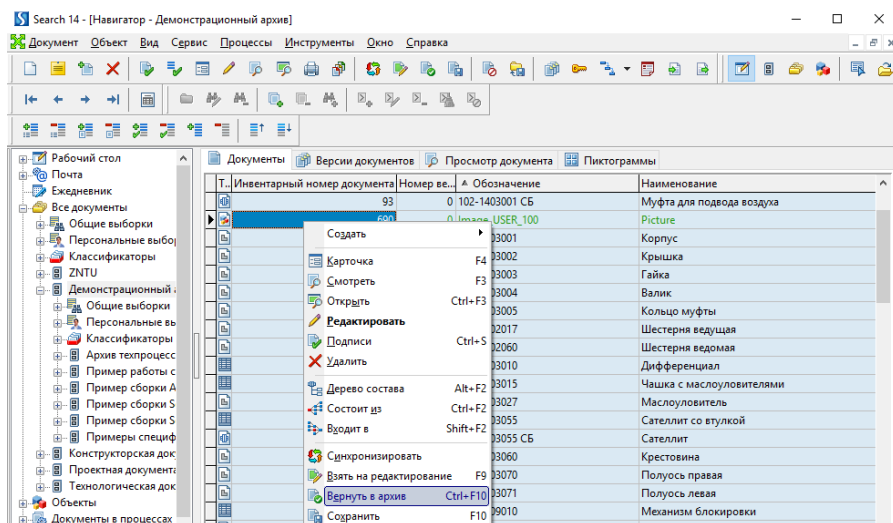 Search 14 - [Навигатор - Демонстрационный архив]
Документ Объект Вид Сервис Процессы Инструменты Окно Справка
Рабочий стол
Почта
Ежедневник
Все документы
Общие выборки
Персональные выбор
Классификаторы
ZNTU
Демонстрационный а
Общие выборки
Персональные вы
Классификаторы
Архив техпроцесс
Пример работы с
Пример сборки A
Пример сборки S
Пример сборки S
Примеры специф
Конструкторская док
Проектная документа
Технологическая док
Объекты
Документы в процессах
Документы Версии документов Просмотр документа Пиктограммы
Т.. Инвентарный номер документа Номер ве... Обозначение Наименование
93 0 102-1403001 СБ Муфта для подвода воздуха
690 0 Image_USER_100 Picture
03001 Корпус
03002 Крышка
03003 Гайка
03004 Валик
03005 Кольцо муфты
02017 Шестерня ведущая
02060 Шестерня ведомая
03010 Дифференциал
03015 Чашка с маслоуловителями
03027 Маслоуловитель
03055 Сателлит со втулкой
03055 СБ Сателлит
03060 Крестовина
03070 Полуось правая
03071 Полуось левая
09010 Механизм блокировки
Создать
Карточка F4
Смотреть F3
Открыть Ctrl+F3
Редактировать
Подписи Ctrl+S
Удалить
Дерево состава Alt+F2
Состоит из Ctrl+F2
Входит в Shift+F2
Синхронизировать
Взять на редактирование F9
Вернуть в архив Ctrl+F10
Сохранить F10